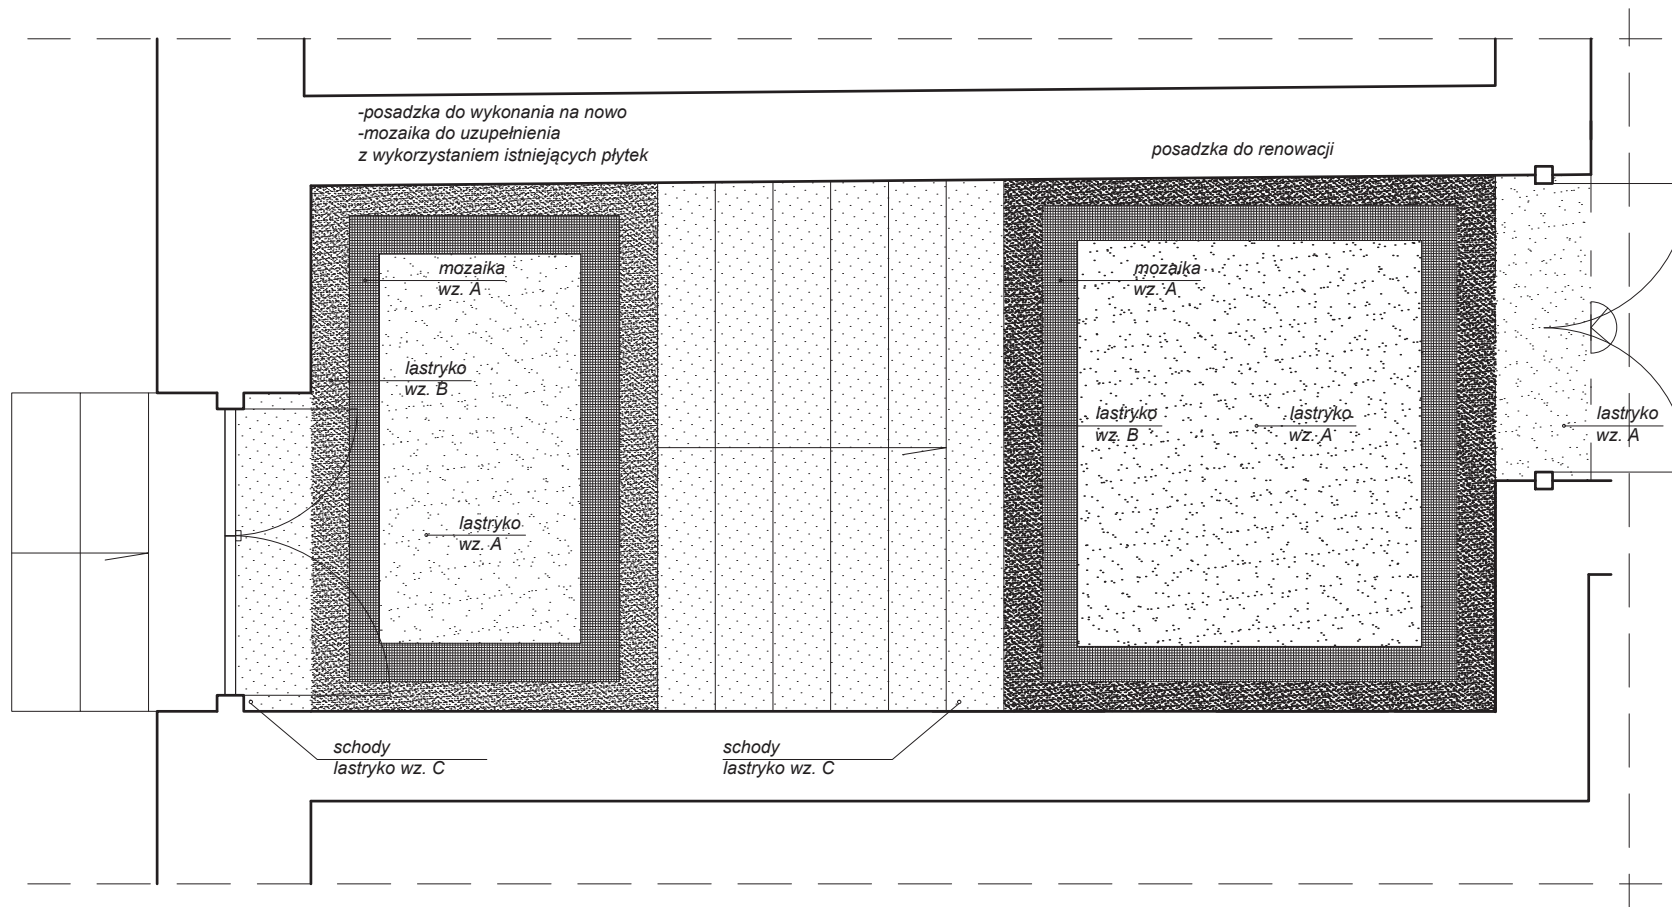 -posadzka do wykonania na nowo
-mozaika do uzupełnienia
z wykorzystaniem istniejących płytek
posadzka do renowacji
mozaika
wz. A
mozaika
wz. A
lastryko
wz. B
lastryko
wz. B
lastryko
wz. A
lastryko
wz. A
lastryko
wz. A
schody
lastryko wz. C
schody
lastryko wz. C